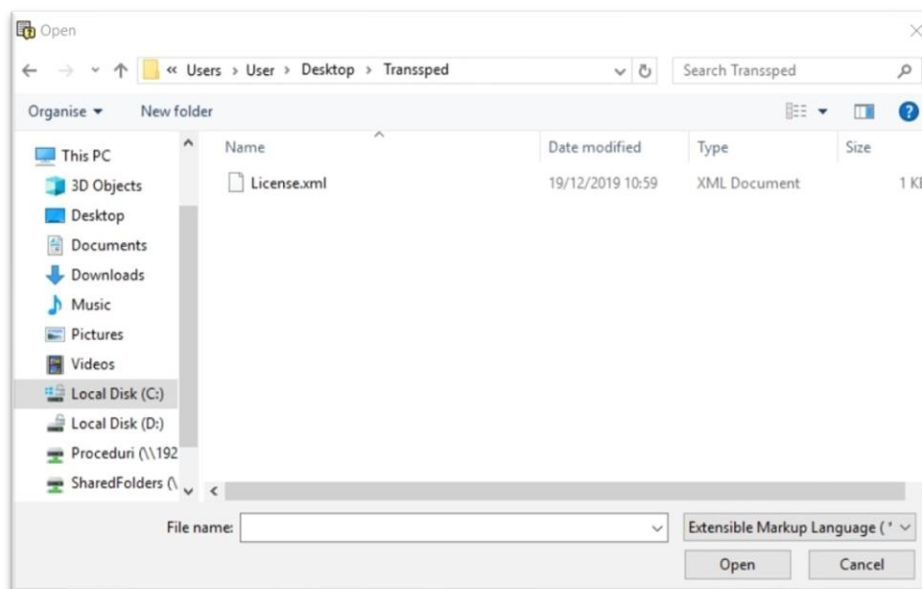 Open
« Users › User › Desktop › Transsped
Search Transsped
Organise
New folder
Name
Date modified
Type
Size
License.xml
19/12/2019 10:59
XML Document
1 KB
This PC
3D Objects
Desktop
Documents
Downloads
Music
Pictures
Videos
Local Disk (C:)
Local Disk (D:)
Proceduri (\\192
SharedFolders (\
File name:
Extensible Markup Language ( *
Open
Cancel